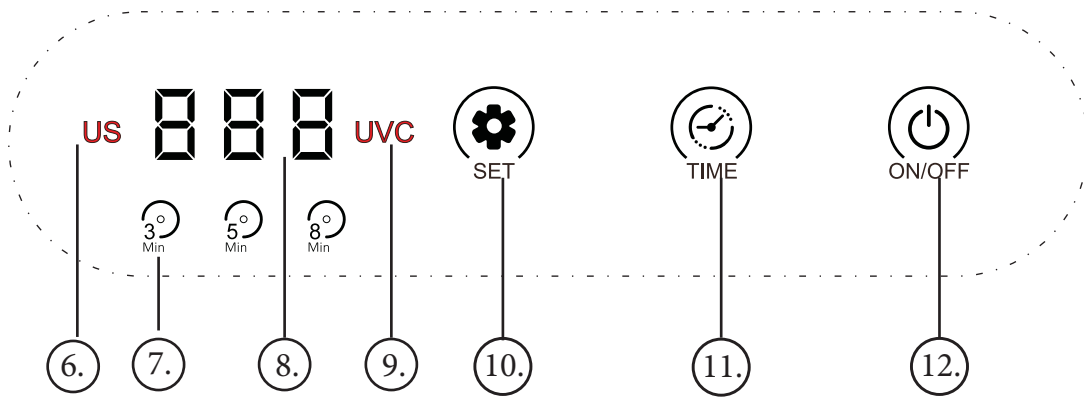 US 888 UVC
SET
TIME
ON/OFF
3 5 8
Min Min Min
6. 7. 8. 9. 10. 11. 12.